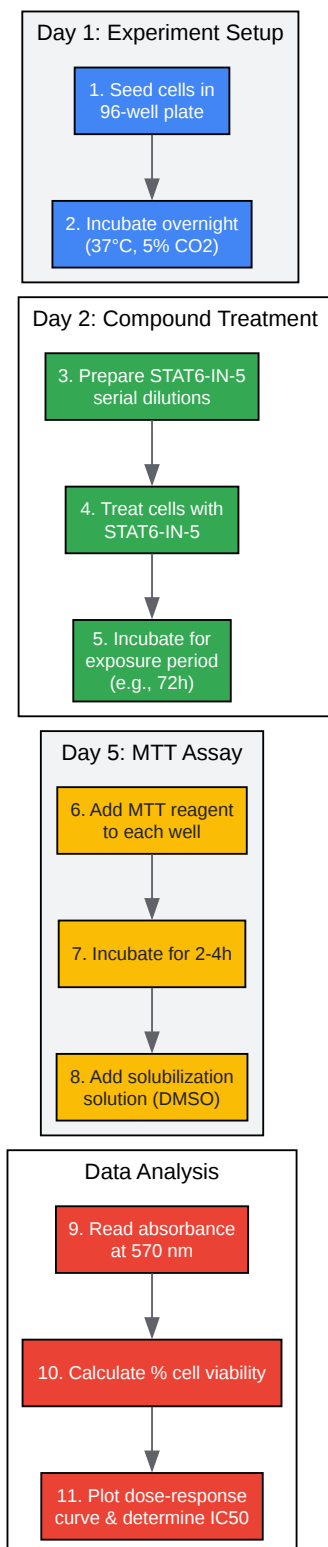 Day 1: Experiment Setup
1. Seed cells in
96-well plate
2. Incubate overnight
(37°C, 5% CO2)
Day 2: Compound Treatment
3. Prepare STAT6-IN-5
serial dilutions
4. Treat cells with
STAT6-IN-5
5. Incubate for
exposure period
(e.g., 72h)
Day 5: MTT Assay
6. Add MTT reagent
to each well
7. Incubate for 2-4h
8. Add solubilization
solution (DMSO)
Data Analysis
9. Read absorbance
at 570 nm
10. Calculate % cell viability
11. Plot dose-response
curve & determine IC50